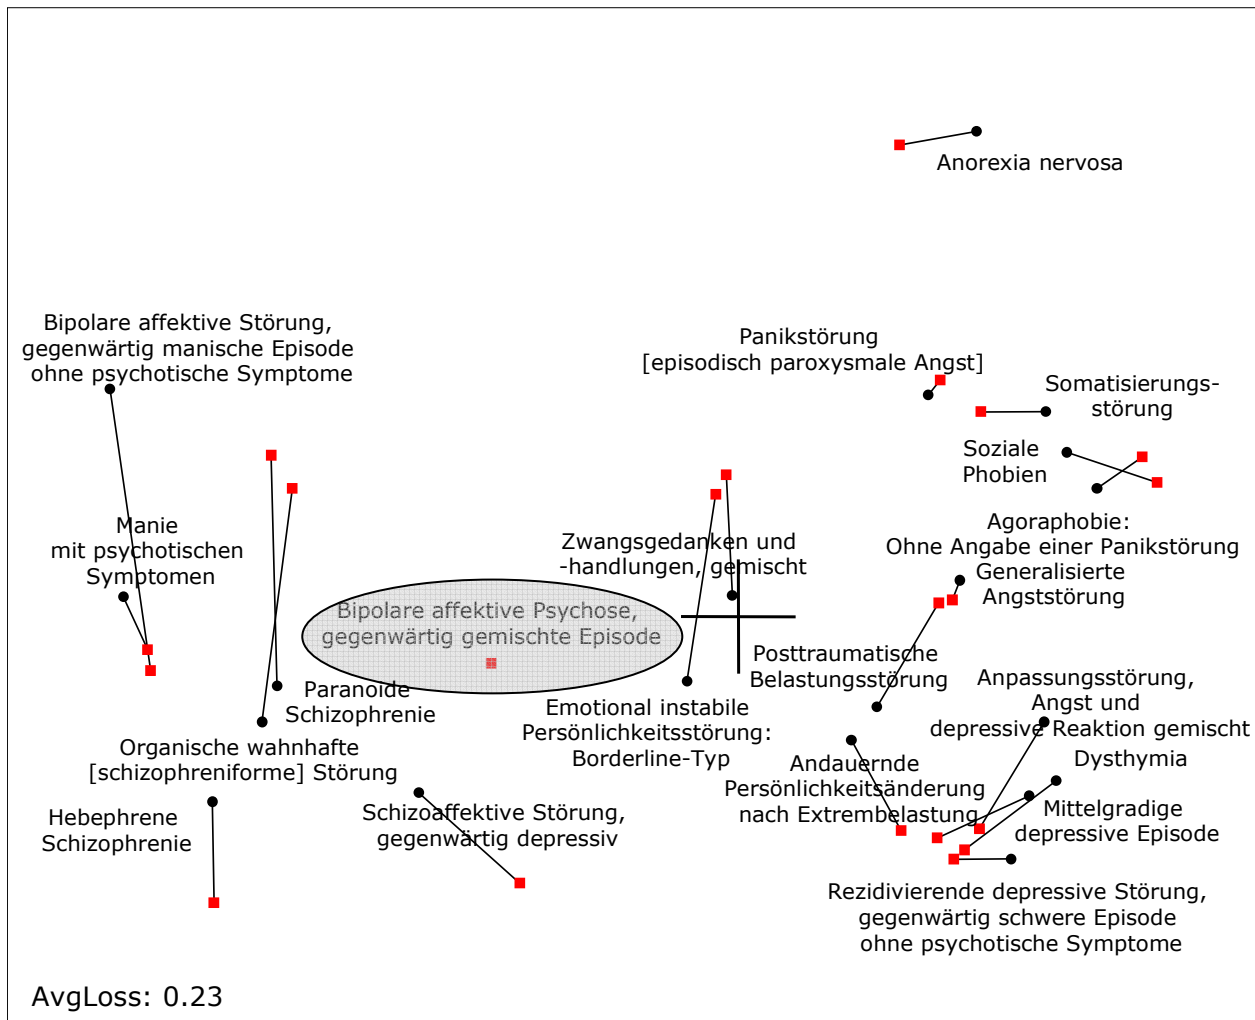 Anorexia nervosa
Bipolare affektive Störung,
gegenwärtig manische Episode
ohne psychotische Symptome
Panikstörung
[episodisch paroxysmale Angst]
Somatisierungs-
störung
Soziale
Phobien
Manie
mit psychotischen
Symptomen
Zwangsgedanken und
-handlungen, gemischt
Agoraphobie:
Ohne Angabe einer Panikstörung
Generalisierte
Angststörung
Bipolare affektive Psychose,
gegenwärtig gemischte Episode
Posttraumatische
Belastungsstörung
Paranoide
Schizophrenie
Emotional instabile
Persönlichkeitsstörung:
Borderline-Typ
Anpassungsstörung,
Angst und
depressive Reaktion gemischt
Organische wahnhafte
[schizophreniforme] Störung
Andauernde
Persönlichkeitsänderung
nach Extrembelastung
Dysthymia
Hebephrene
Schizophrenie
Schizoaffektive Störung,
gegenwärtig depressiv
Mittelgradige
depressive Episode
Rezidivierende depressive Störung,
gegenwärtig schwere Episode
ohne psychotische Symptome
AvgLoss: 0.23